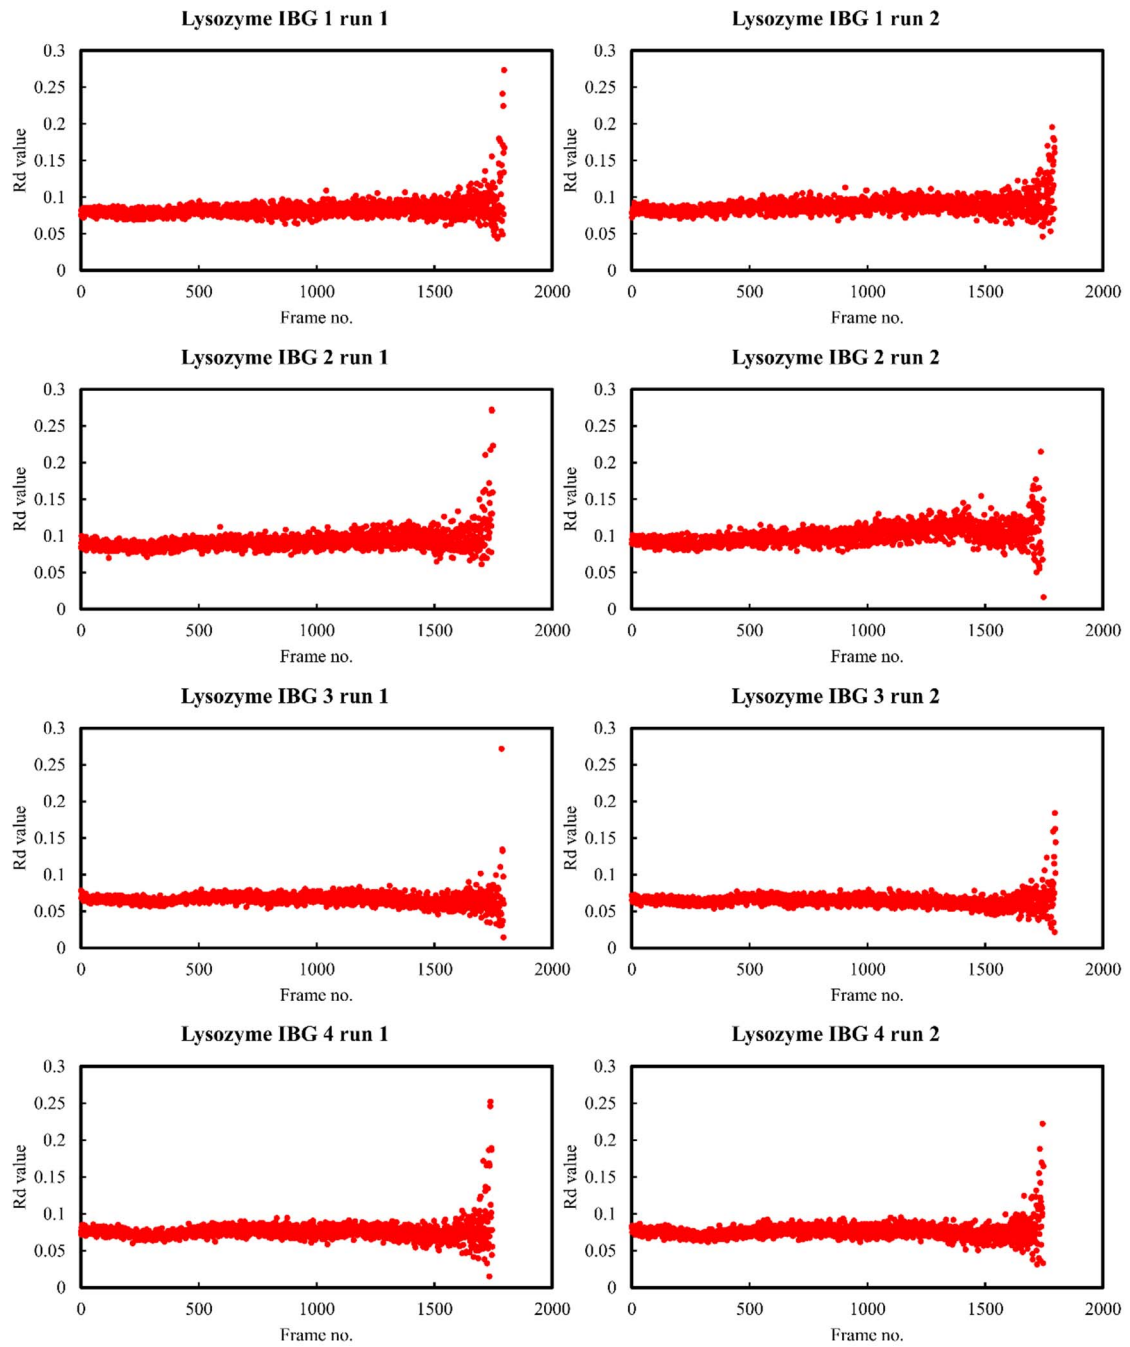 Lysozyme IBG 1 run 1
0.3
0.25
0.2
0.15
0.1
0.05
0
Rd value
0 500 1000 1500 2000
Frame no.
Lysozyme IBG 1 run 2
0.3
0.25
0.2
0.15
0.1
0.05
0
Rd value
0 500 1000 1500 2000
Frame no.
Lysozyme IBG 2 run 1
0.3
0.25
0.2
0.15
0.1
0.05
0
Rd value
0 500 1000 1500 2000
Frame no.
Lysozyme IBG 2 run 2
0.3
0.25
0.2
0.15
0.1
0.05
0
Rd value
0 500 1000 1500 2000
Frame no.
Lysozyme IBG 3 run 1
0.3
0.25
0.2
0.15
0.1
0.05
0
Rd value
0 500 1000 1500 2000
Frame no.
Lysozyme IBG 3 run 2
0.3
0.25
0.2
0.15
0.1
0.05
0
Rd value
0 500 1000 1500 2000
Frame no.
Lysozyme IBG 4 run 1
0.3
0.25
0.2
0.15
0.1
0.05
0
Rd value
0 500 1000 1500 2000
Frame no.
Lysozyme IBG 4 run 2
0.3
0.25
0.2
0.15
0.1
0.05
0
Rd value
0 500 1000 1500 2000
Frame no.